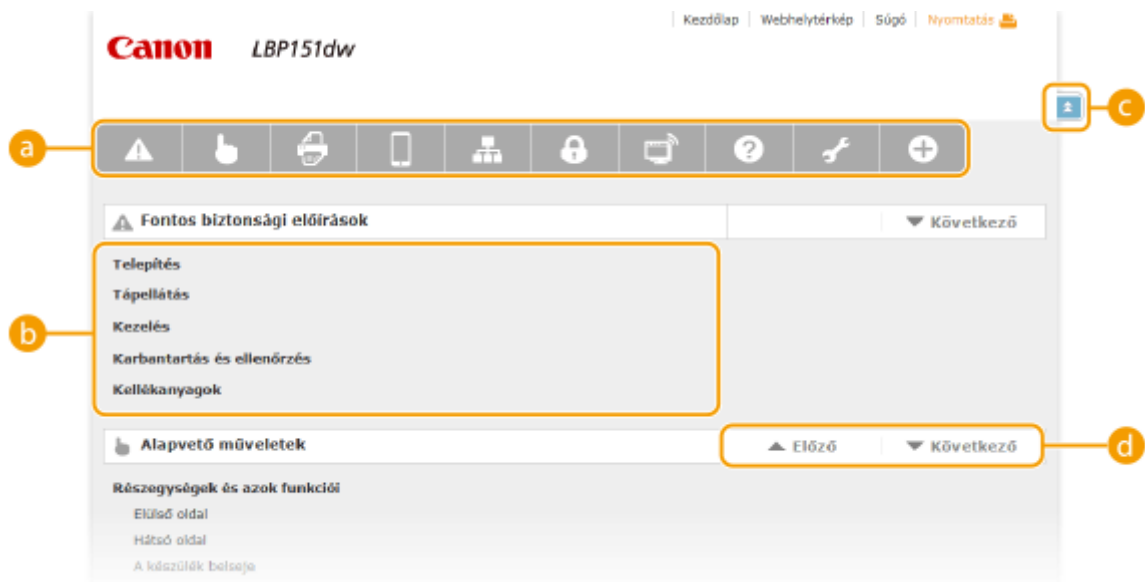 Kezdőlap | Webhelytérkép | Súgó | Nyomtatás
Canon LBP151dw
c
a
Fontos biztonsági előírások Következő
Telepítés
Tápellátás
b
Kezelés
Karbantartás és ellenőrzés
Kellékanyagok
Alapvető műveletek Előző Következő
d
Részegységek és azok funkciói
Elülső oldal
Hátsó oldal
A készülék belseje